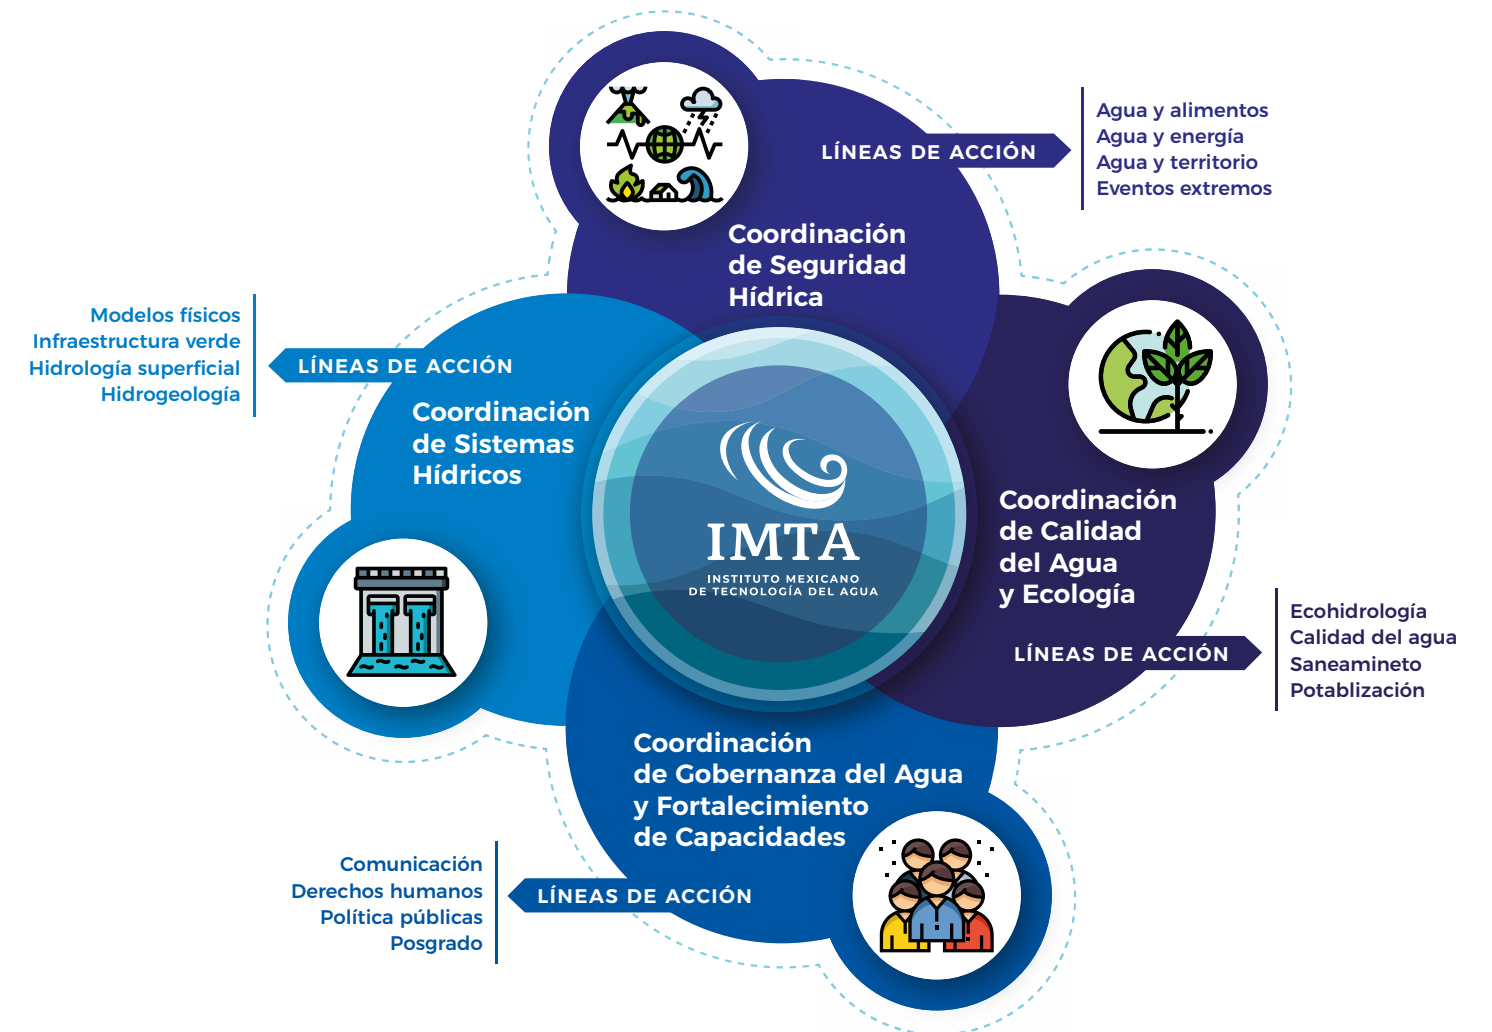 LÍNEAS DE ACCIÓN
Agua y alimentos
Agua y energía
Agua y territorio
Eventos extremos
Coordinación
de Seguridad
Hídrica
Modelos físicos
Infraestructura verde
Hidrología superficial
Hidrogeología
LÍNEAS DE ACCIÓN
Coordinación
de Sistemas
Hídricos
IMTA
INSTITUTO MEXICANO
DE TECNOLOGÍA DEL AGUA
Coordinación
de Calidad
del Agua
y Ecología
LÍNEAS DE ACCIÓN
Ecohidrología
Calidad del agua
Saneamineto
Potablización
Coordinación
de Gobernanza del Agua
y Fortalecimiento
de Capacidades
LÍNEAS DE ACCIÓN
Comunicación
Derechos humanos
Política públicas
Posgrado